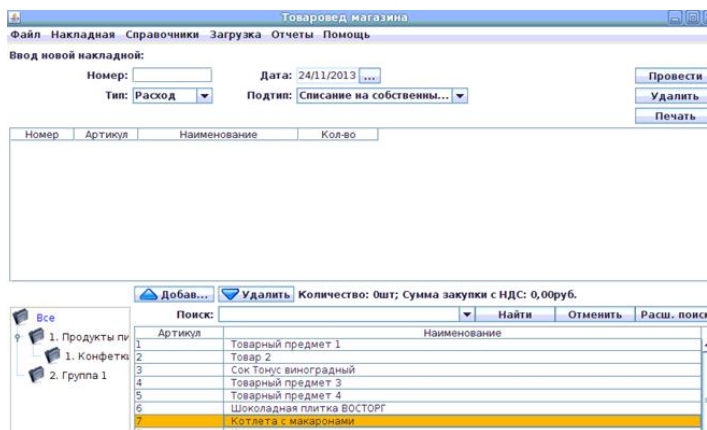 Товаровед магазина
Файл Накладная Справочники Загрузка Отчеты Помощь
Ввод новой накладной:
Номер: Дата: 24/11/2013 ... Провести
Тип: Расход Подтип: Списание на собственны... Удалить
Печать
Номер Артикул Наименование Кол-во
Добав... Удалить Количество: 0шт; Сумма закупки с НДС: 0,00руб.
Все Поиск: Найти Отменить Расш. поиск
Артикул Наименование
1. Продукты пи 1 Товарный предмет 1
1. Конфетки 2 Товар 2
2. Группа 1 3 Сок Тонус виноградный
4 Товарный предмет 3
5 Товарный предмет 4
6 Шоколадная плитка ВОСТОРГ
7 Котлета с макаронами